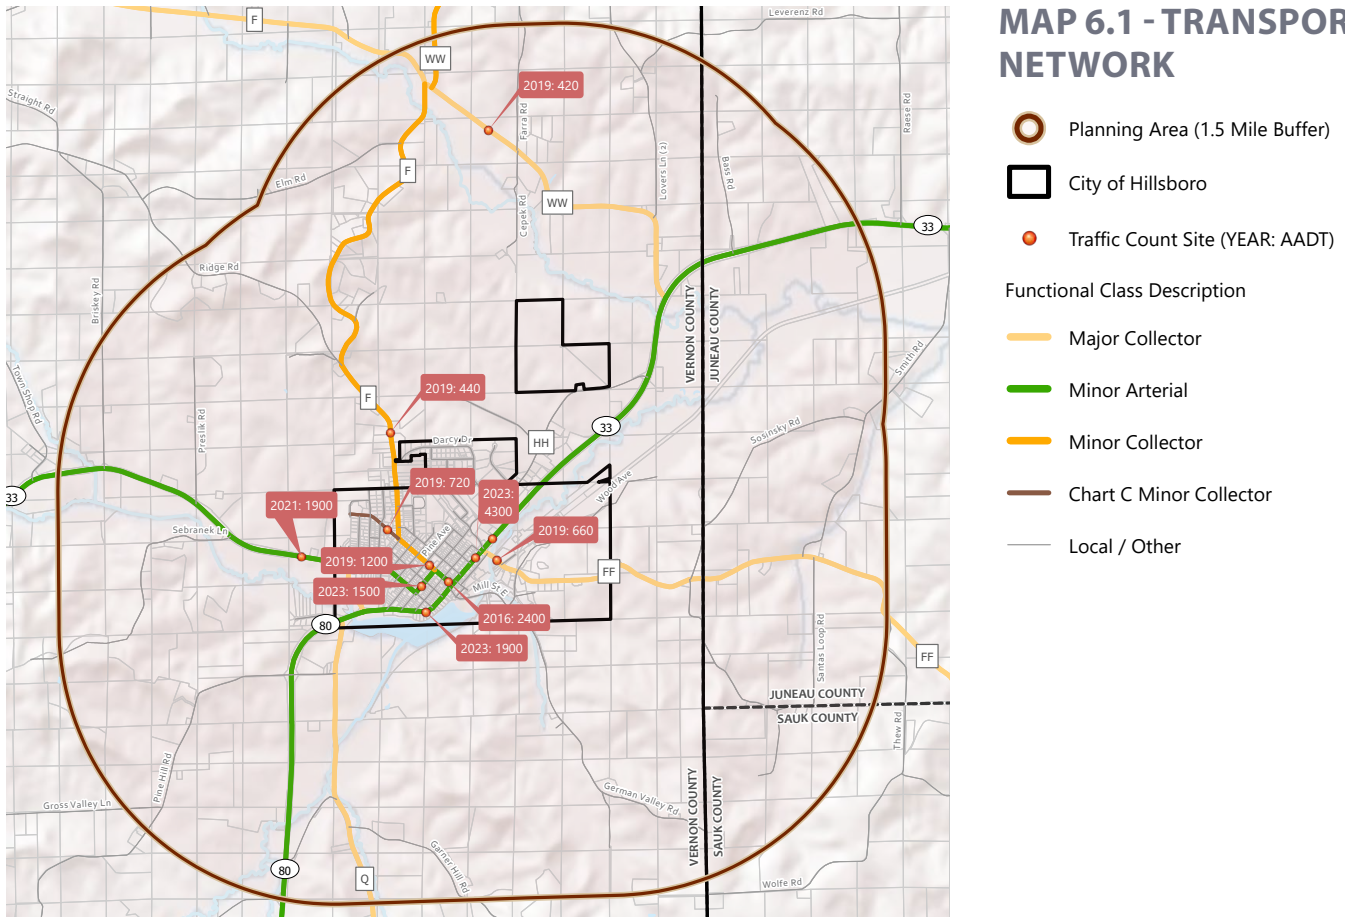 MAP 6.1 - TRANSPOR
NETWORK
Planning Area (1.5 Mile Buffer)
City of Hillsboro
Traffic Count Site (YEAR: AADT)
Functional Class Description
Major Collector
Minor Arterial
Minor Collector
Chart C Minor Collector
Local / Other
Leverenz Rd
F
WW
2019: 420
Straight Rd
Farra Rd
Raese Rd
Elm Rd
F
Lovers Ln (2)
Bass Rd
WW
Cepek Rd
33
Ridge Rd
Briskey Rd
VERNON COUNTY
JUNEAU COUNTY
Smith Rd
Town Shop Rd
2019: 440
F
Preslik Rd
33
Sosinsky Rd
Darcy Dr
HH
Wood Ave
2019: 720
2023:
4300
33
2021: 1900
Sebranek Ln
2019: 660
Pine Ave
2019: 1200
FF
2023: 1500
Mill St E
2016: 2400
80
2023: 1900
Santas Loop Rd
FF
JUNEAU COUNTY
SAUK COUNTY
Thew Rd
Pine Hill Rd
VERNON COUNTY
SAUK COUNTY
Gross Valley Ln
German Valley Rd
Garner Hill Rd
80
Q
Wolfe Rd